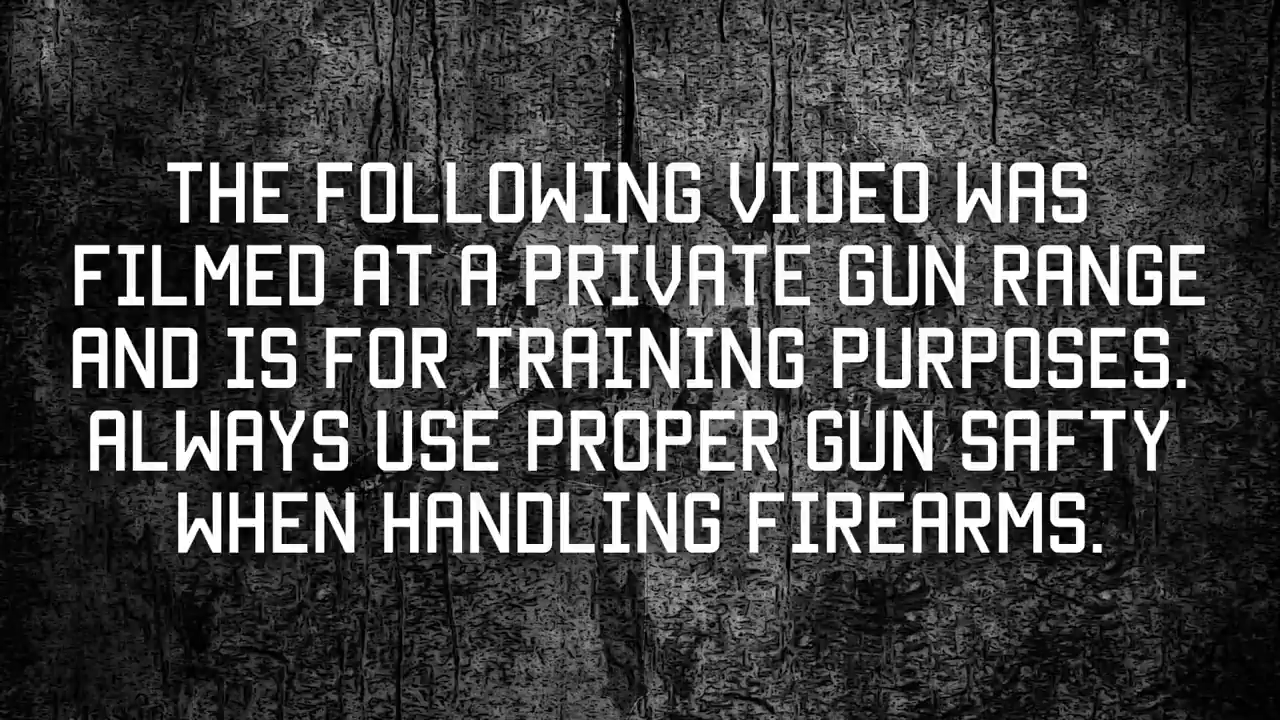 THE FOLLOWING VIDEO WAS
FILMED AT A PRIVATE GUN RANGE
AND IS FOR TRAINING PURPOSES.
ALWAYS USE PROPER GUN SAFTY
WHEN HANDLING FIREARMS.